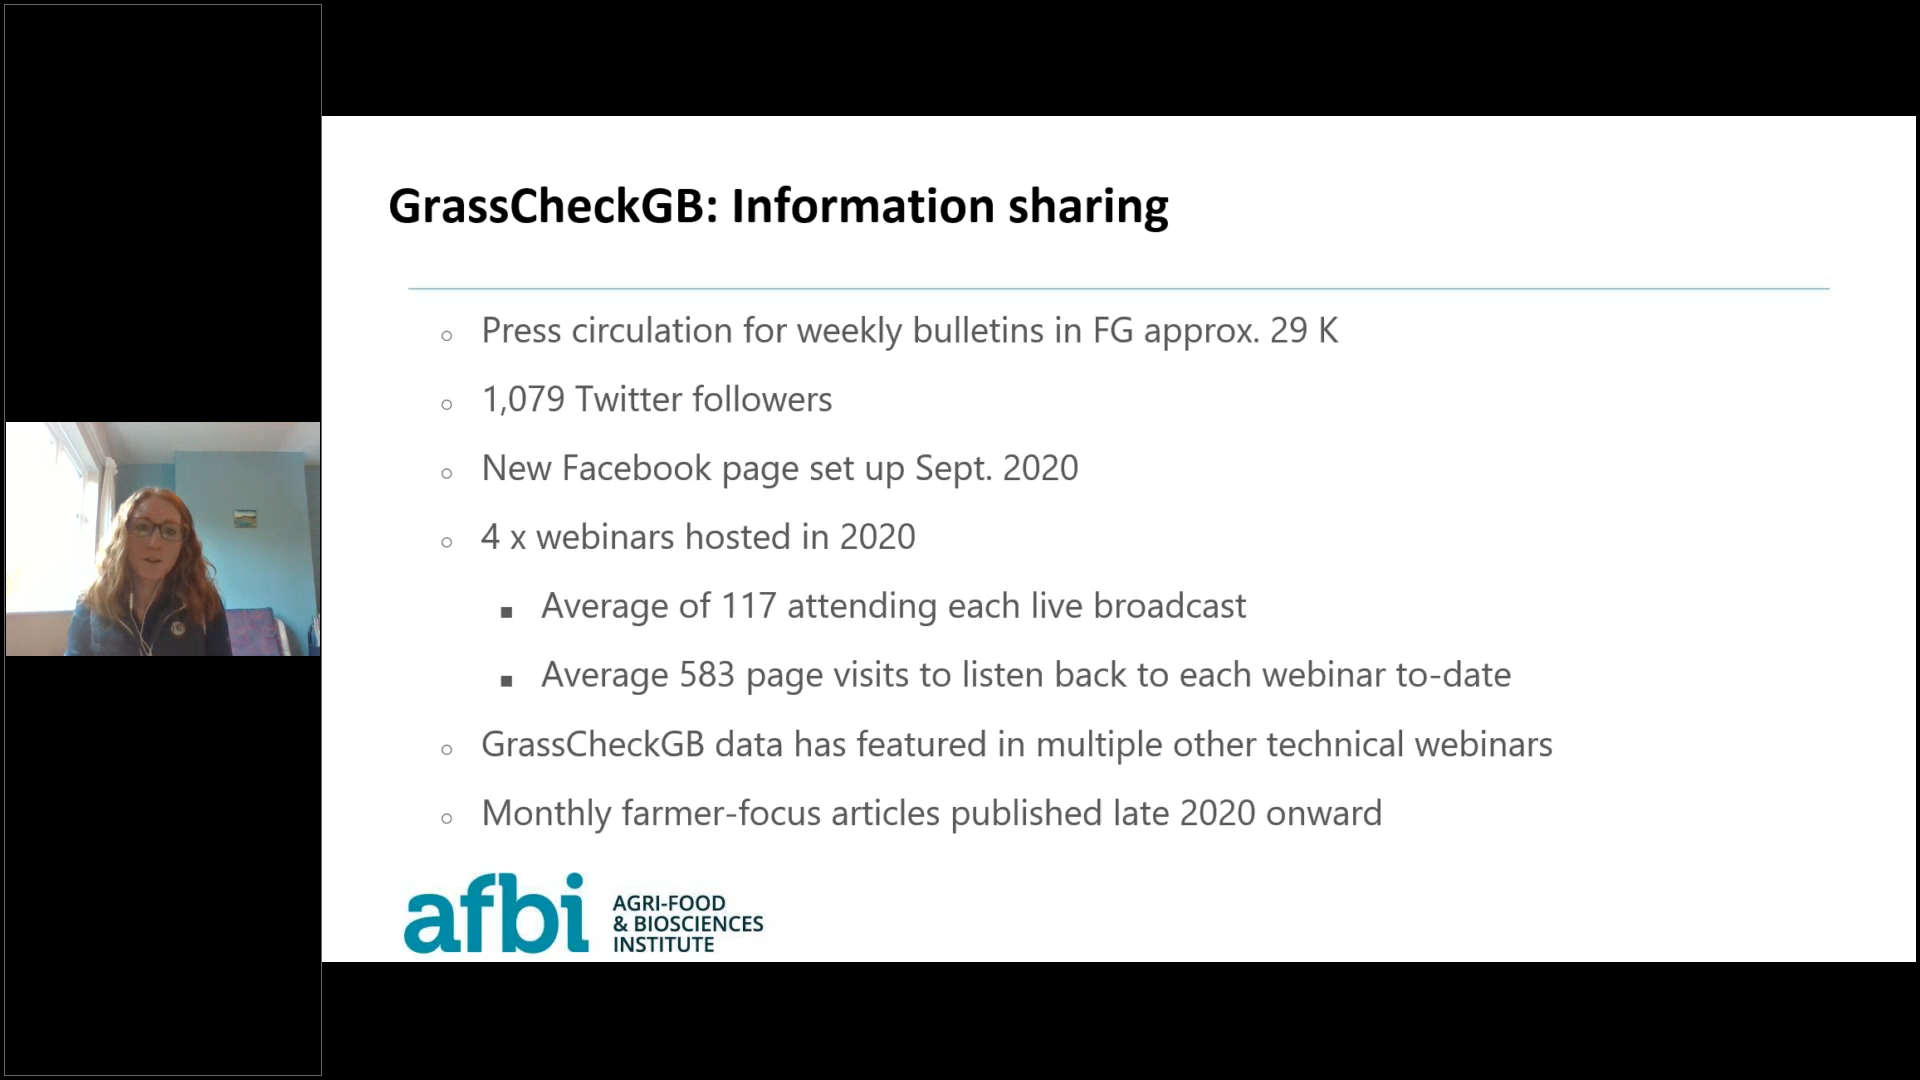 GrassCheckGB: Information sharing
Press circulation for weekly bulletins in FG approx. 29 K
1,079 Twitter followers
New Facebook page set up Sept. 2020
4 x webinars hosted in 2020
Average of 117 attending each live broadcast
Average 583 page visits to listen back to each webinar to-date
GrassCheckGB data has featured in multiple other technical webinars
Monthly farmer-focus articles published late 2020 onward
afbi
AGRI-FOOD
& BIOSCIENCES
INSTITUTE